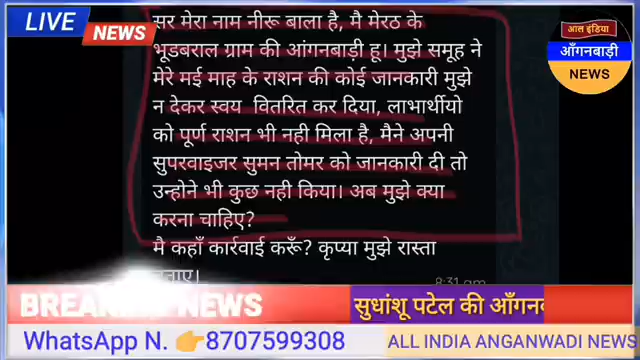 LIVE NEWS
आल इंडिया
आँगनबाड़ी
NEWS
सर मेरा नाम नीरू बाला है, मै मेरठ के
भूडबराल ग्राम की आंगनबाड़ी हू। मुझे समूह ने
मेरे मई माह के राशन की कोई जानकारी मुझे
न देकर स्वय वितरित कर दिया, लाभार्थीयो
को पूर्ण राशन भी नही मिला है, मैने अपनी
सुपरवाइजर सुमन तोमर को जानकारी दी तो
उन्होने भी कुछ नही किया। अब मुझे क्या
करना चाहिए?
मै कहाँ कार्रवाई करूँ? कृप्या मुझे रास्ता
8:31 am
NEWS
सुधांशू पटेल की
WhatsApp N. 👉8707599308
ALL INDIA ANGANWADI NEWS